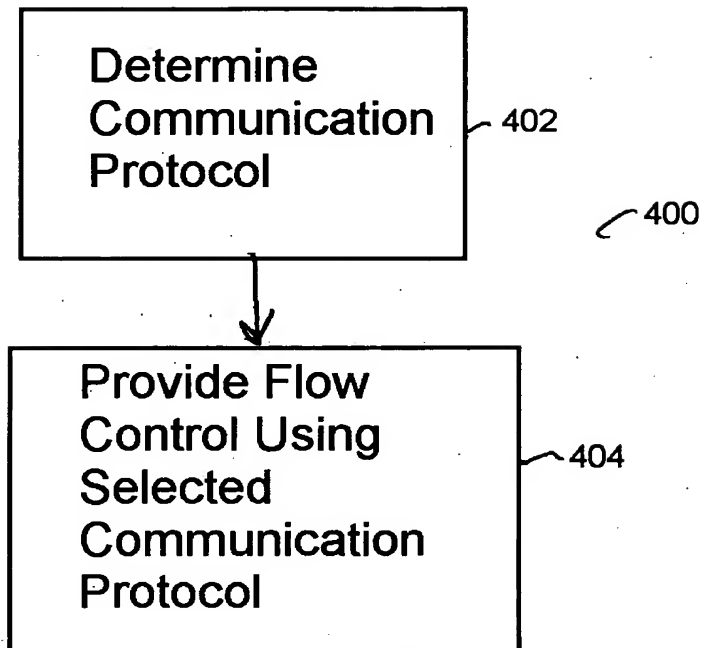 Determine
Communication
Protocol
402
400
Provide Flow
Control Using
Selected
Communication
Protocol
404